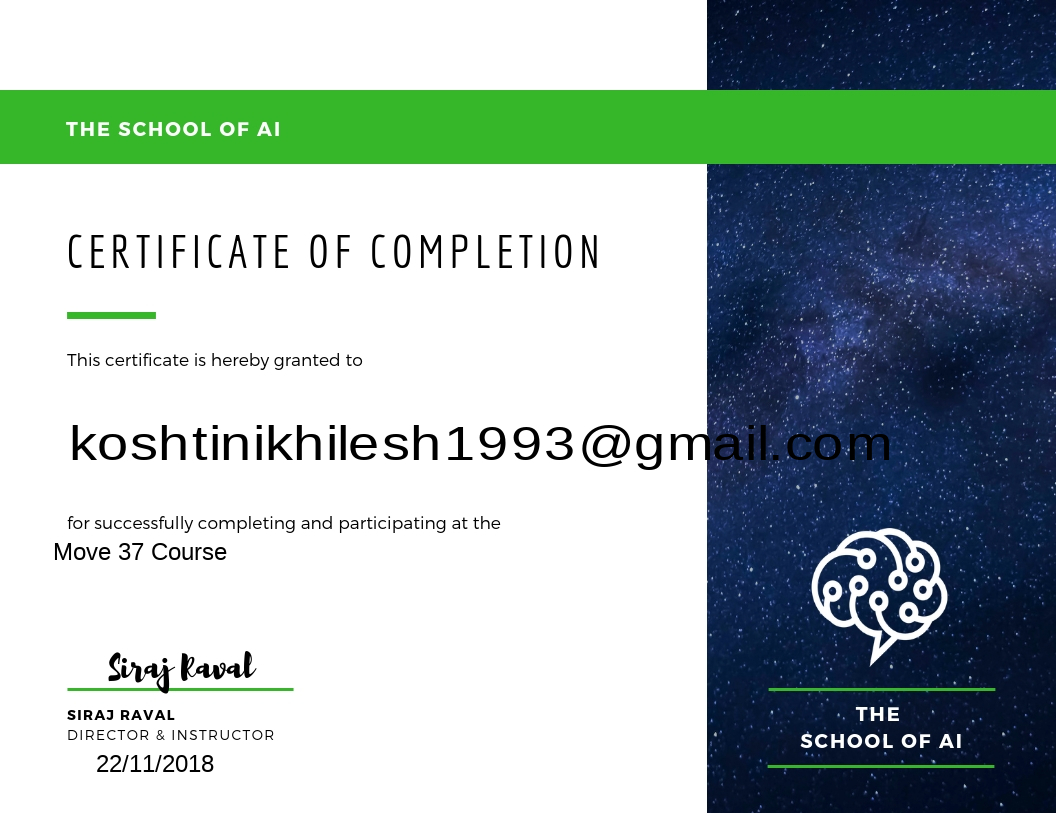 THE SCHOOL OF AI
CERTIFICATE OF COMPLETION
This certificate is hereby granted to
koshtinikhilesh1993@gmail.com
for successfully completing and participating at the
Move 37 Course
Siraj Raval
SIRAJ RAVAL
DIRECTOR & INSTRUCTOR
22/11/2018
THE
SCHOOL OF AI